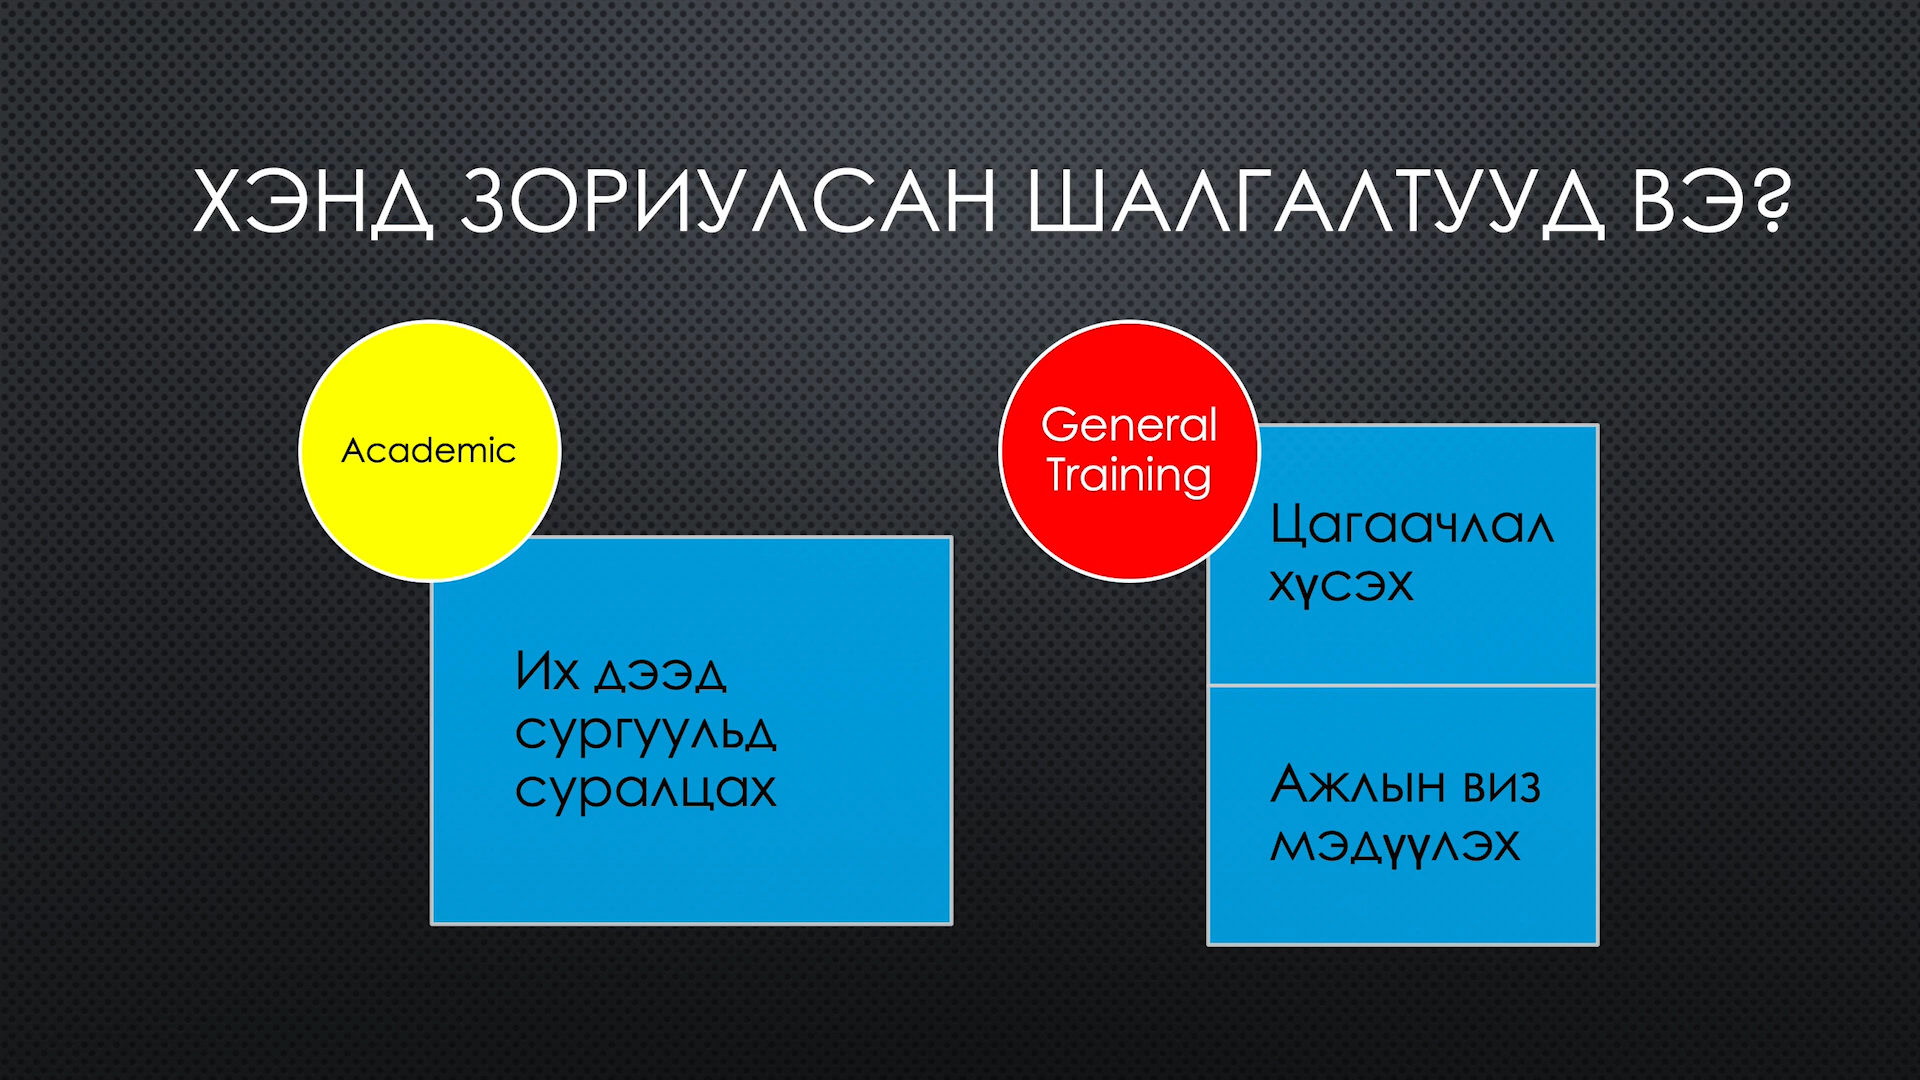 ХЭНД ЗОРИУЛСАН ШАЛГАЛТУУД ВЭ?
Academic
Их дээд
сургуульд
суралцах
General
Training
Цагаачлал
хүсэх
Ажлын виз
мэдүүлэх